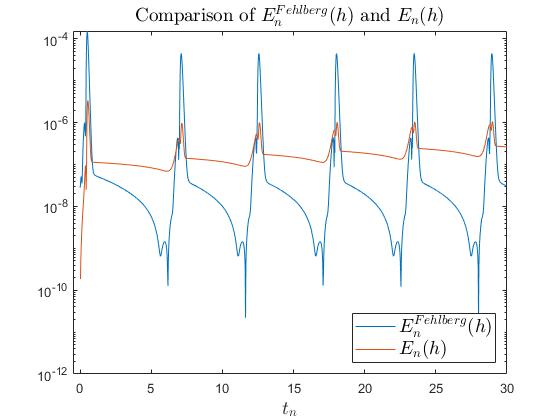 Comparison of $E_n^{Fehlberg}(h)$ and $E_n(h)$
10^{-4}
10^{-6}
10^{-8}
10^{-10}
10^{-12}
0 5 10 15 20 25 30
$t_n$
$E_n^{Fehlberg}(h)$
$E_n(h)$